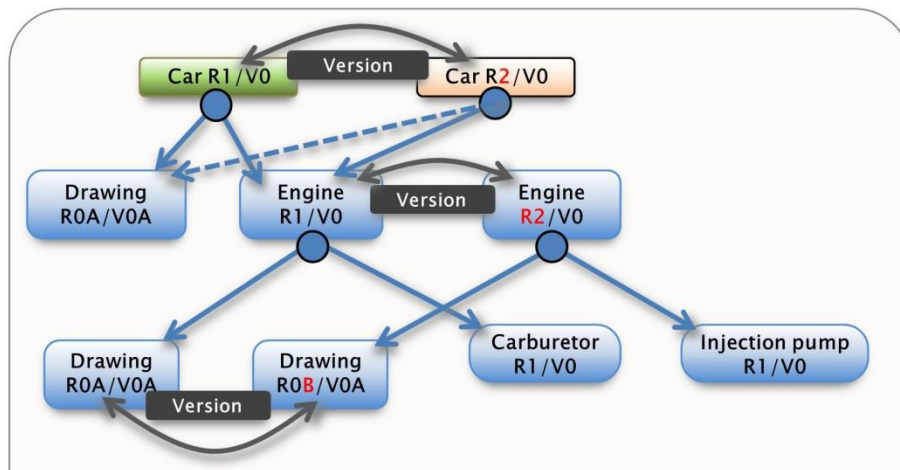 Version
Car R1/V0
Car R2/V0
Drawing
R0A/V0A
Engine
R1/V0
Version
Engine
R2/V0
Drawing
R0A/V0A
Version
Drawing
R0B/V0A
Carburetor
R1/V0
Injection pump
R1/V0